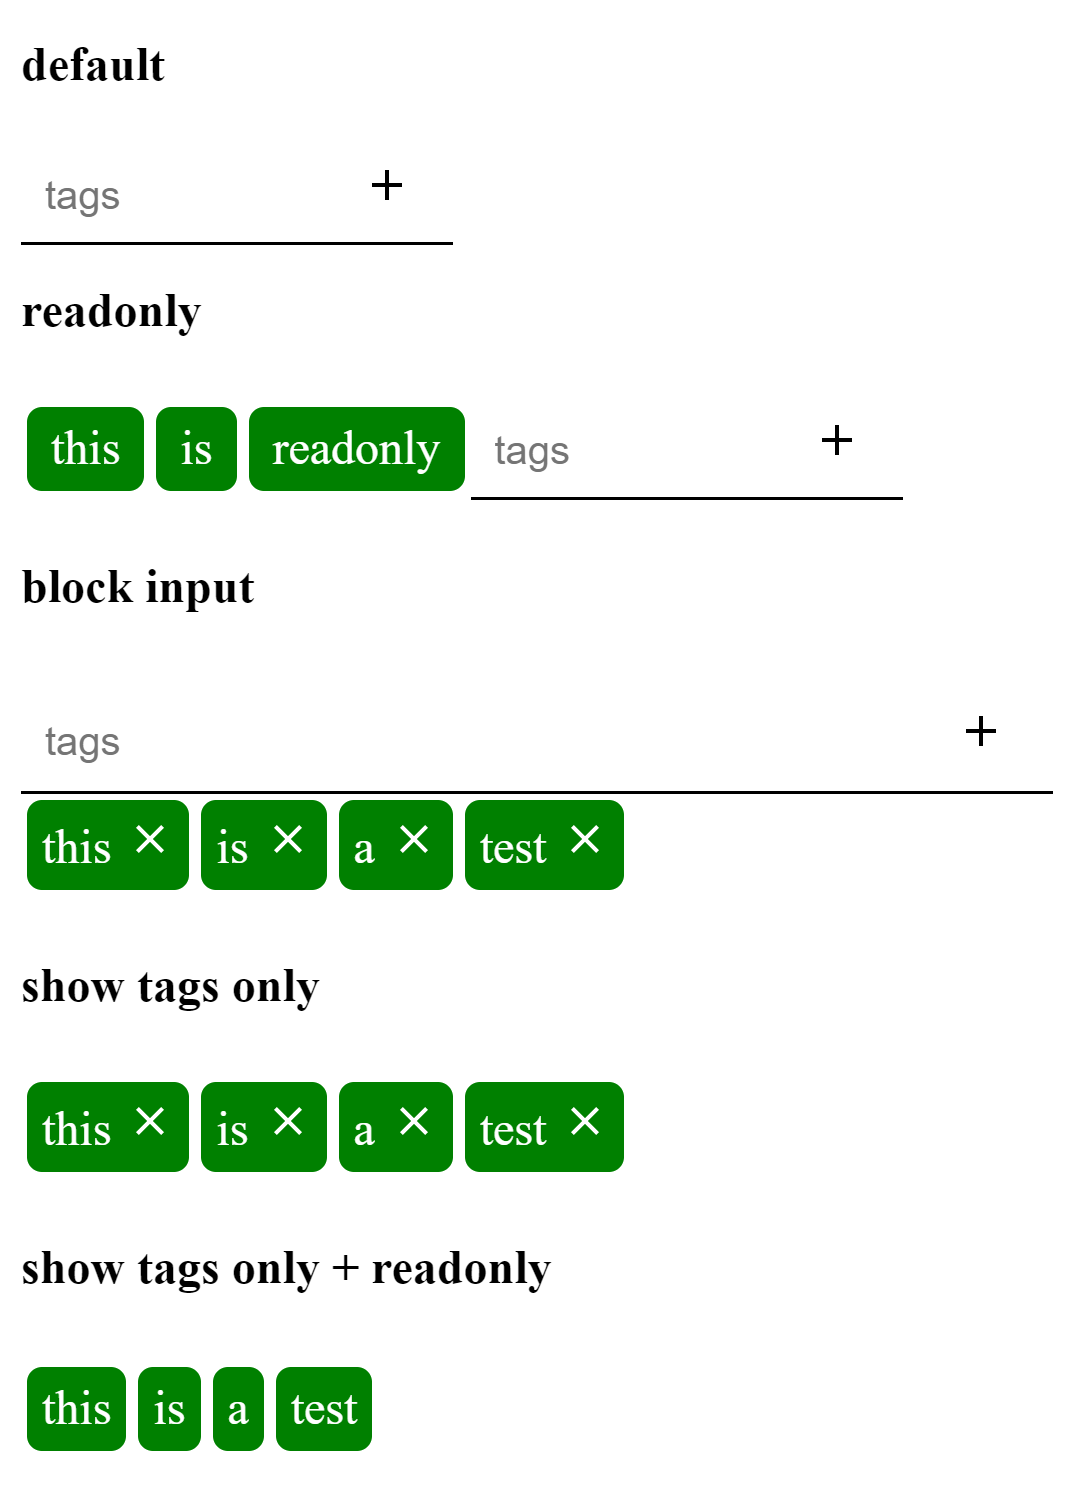 default
tags +
readonly
this is readonly tags +
block input
tags +
this × is × a × test ×
show tags only
this × is × a × test ×
show tags only + readonly
this is a test